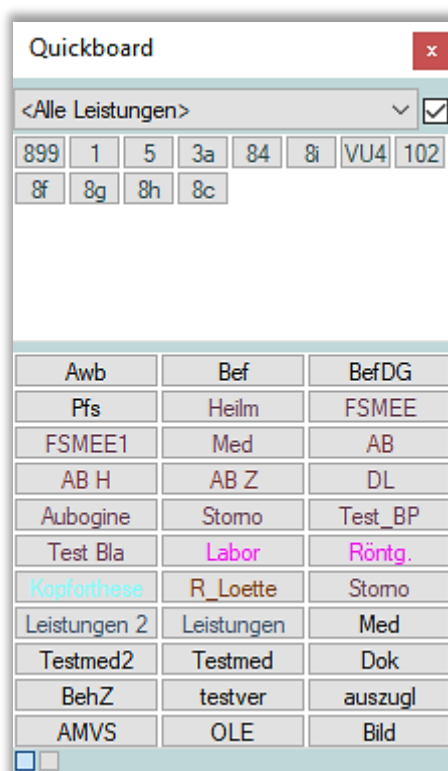 Quickboard x
<Alle Leistungen>
899 1 5 3a 84 8i VU4 102
8f 8g 8h 8c
Awb Bef BefDG
Pfs Heilm FSMEE
FSMEE1 Med AB
AB H AB Z DL
Aubogine Storno Test_BP
Test Bla Labor Röntg.
Kopforthese R_Loette Storno
Leistungen 2 Leistungen Med
Testmed2 Testmed Dok
BehZ testver auszugl
AMVS OLE Bild